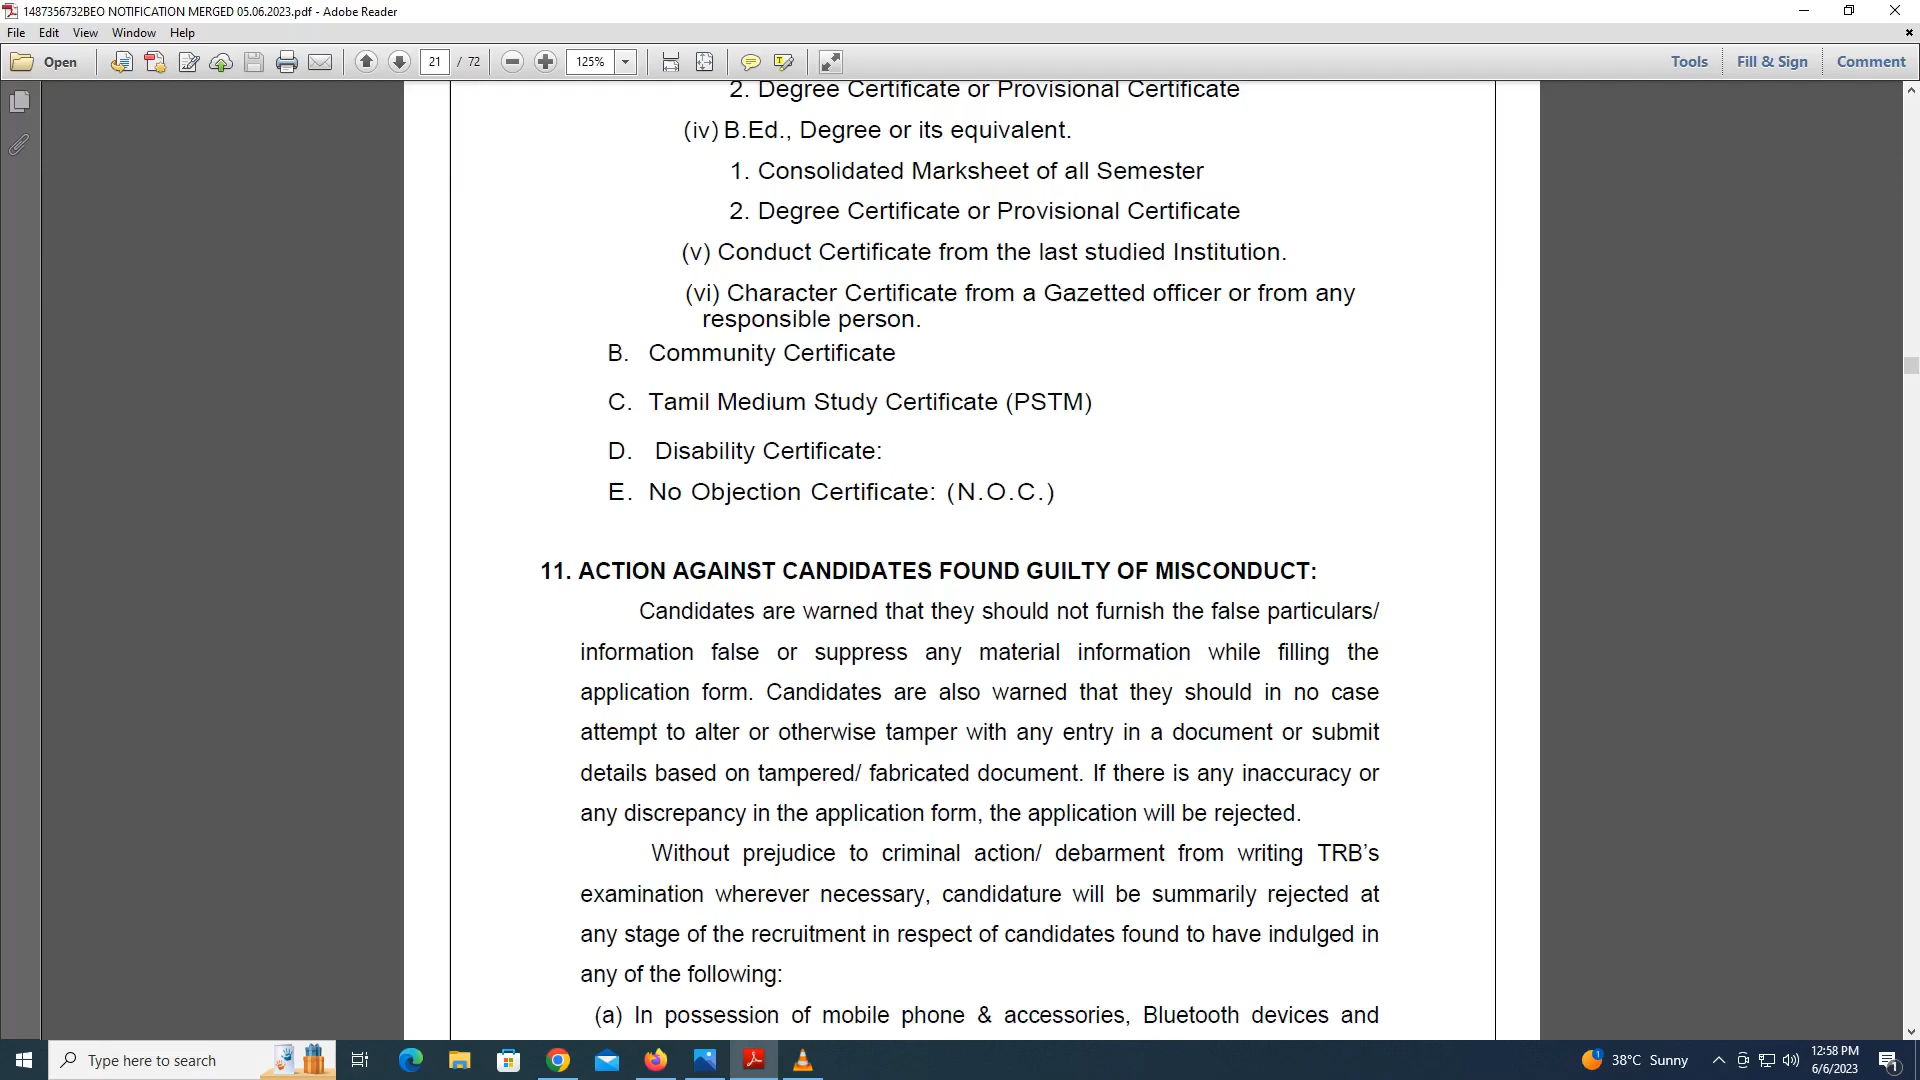 1487356732BEO NOTIFICATION MERGED 05.06.2023.pdf - Adobe Reader
File Edit View Window Help
Open 21 / 72 125% Tools Fill & Sign Comment
2. Degree Certificate or Provisional Certificate
(iv) B.Ed., Degree or its equivalent.
1. Consolidated Marksheet of all Semester
2. Degree Certificate or Provisional Certificate
(v) Conduct Certificate from the last studied Institution.
(vi) Character Certificate from a Gazetted officer or from any
responsible person.
B. Community Certificate
C. Tamil Medium Study Certificate (PSTM)
D. Disability Certificate:
E. No Objection Certificate: (N.O.C.)
11. ACTION AGAINST CANDIDATES FOUND GUILTY OF MISCONDUCT:
Candidates are warned that they should not furnish the false particulars/
information false or suppress any material information while filling the
application form. Candidates are also warned that they should in no case
attempt to alter or otherwise tamper with any entry in a document or submit
details based on tampered/ fabricated document. If there is any inaccuracy or
any discrepancy in the application form, the application will be rejected.
Without prejudice to criminal action/ debarment from writing TRB's
examination wherever necessary, candidature will be summarily rejected at
any stage of the recruitment in respect of candidates found to have indulged in
any of the following:
(a) In possession of mobile phone & accessories, Bluetooth devices and
Type here to search 1 38°C Sunny 12:58 PM 1
6/6/2023